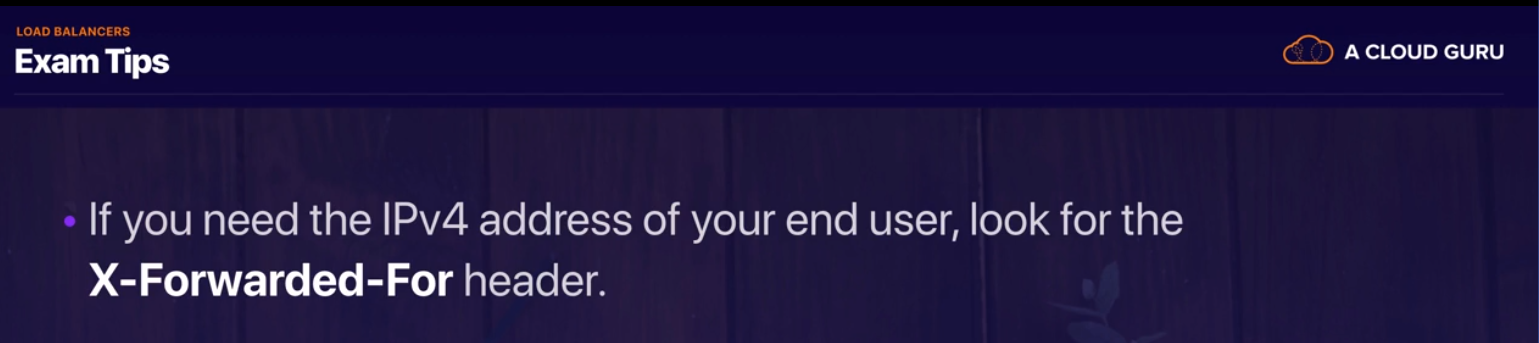 LOAD BALANCERS
Exam Tips
A CLOUD GURU
• If you need the IPv4 address of your end user, look for the
X-Forwarded-For header.